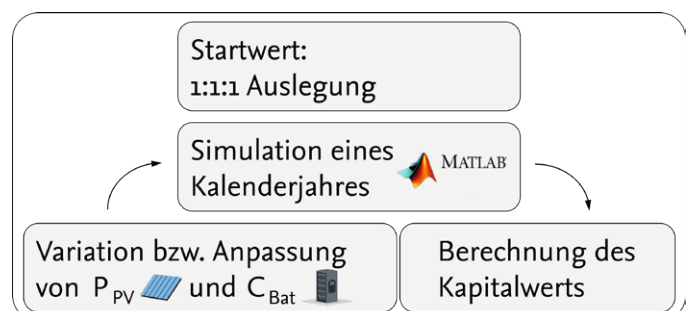 Startwert:
1:1:1 Auslegung
Simulation eines
Kalenderjahres
MATLAB
Variation bzw. Anpassung
von P PV und C Bat
Berechnung des
Kapitalwerts